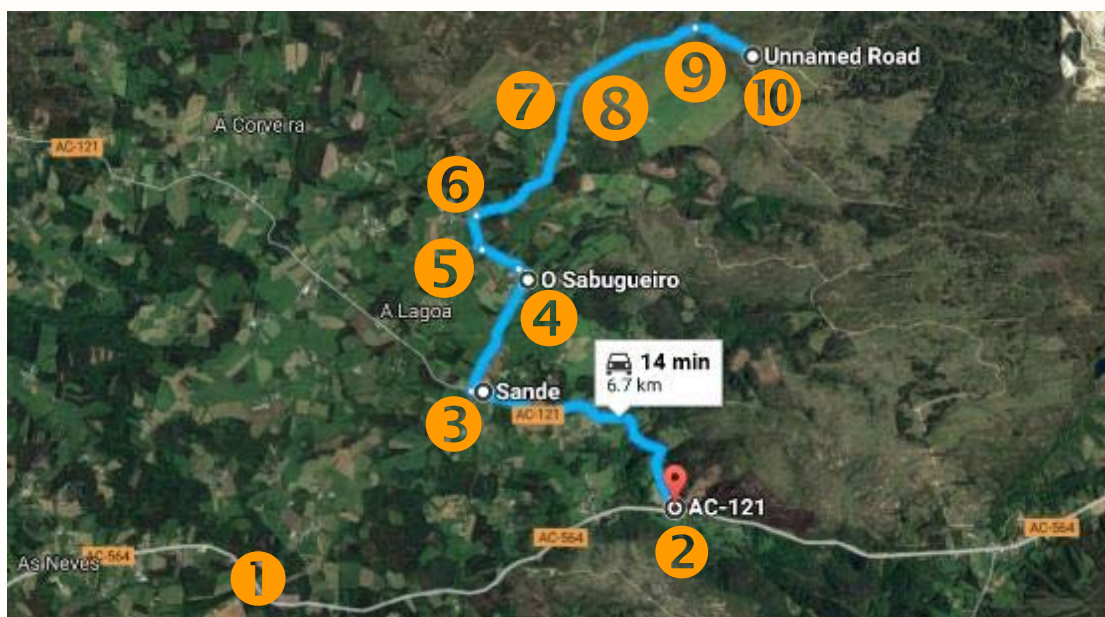 Unnamed Road
9
7
8
10
A Corveira
AC-121
6
5
O Sabugueiro
4
A Lagoa
14 min
6.7 km
Sande
AC-121
3
AC-121
AC-564
AC-564
2
As Neves
AC-564
1